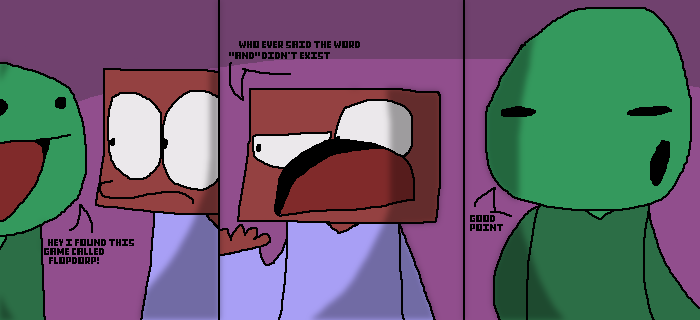 HEY I FOUND THIS
GAME CALLED
FLOPDORP!
WHO EVER SAID THE WORD
"AND" DIDN'T EXIST
GOOD
POINT